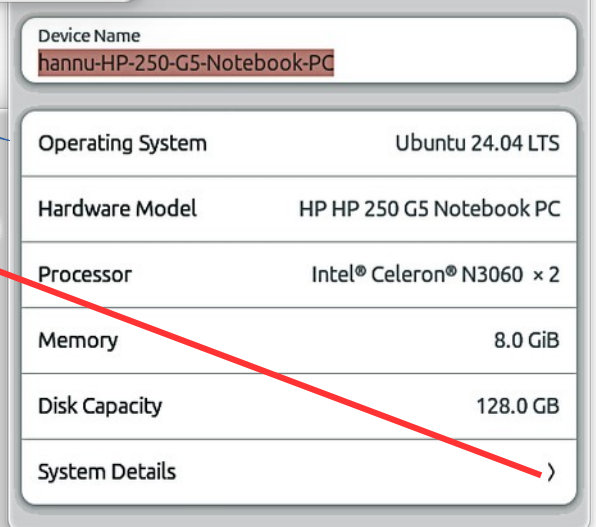 Device Name
hannu-HP-250-G5-Notebook-PC
Operating System Ubuntu 24.04 LTS
Hardware Model HP HP 250 G5 Notebook PC
Processor Intel® Celeron® N3060 × 2
Memory 8.0 GiB
Disk Capacity 128.0 GB
System Details 〉